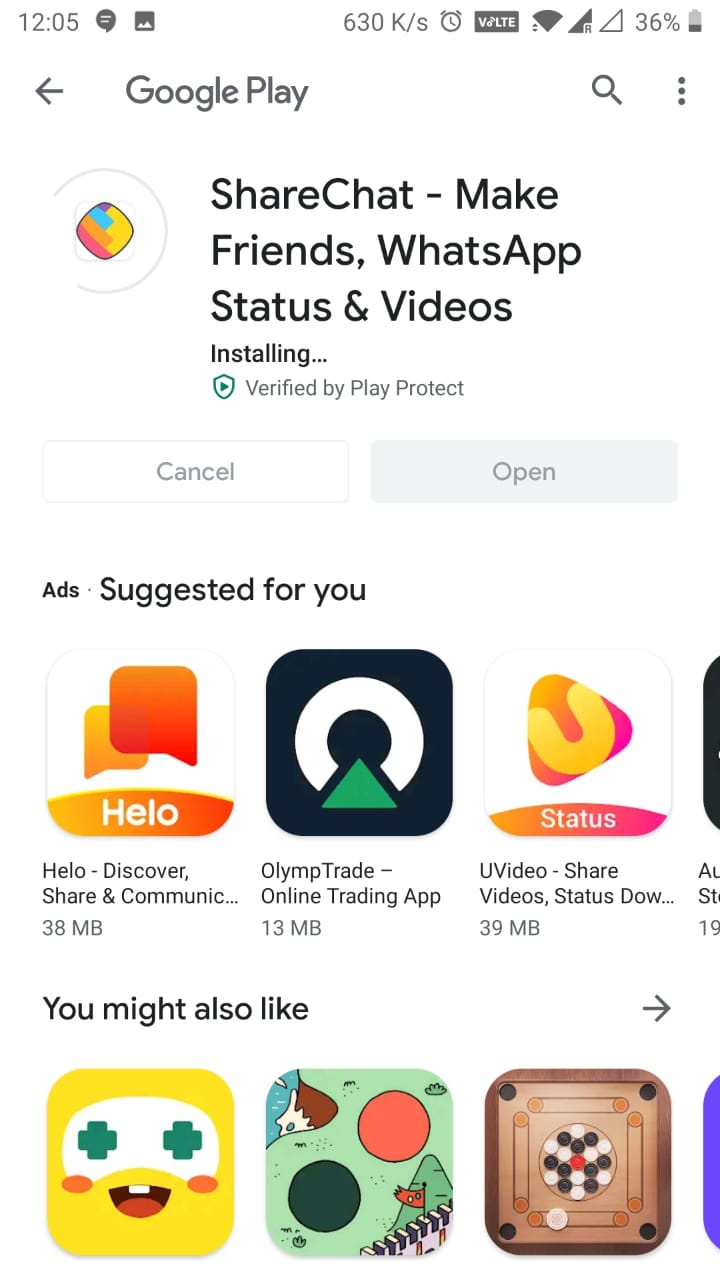 12:05 630 K/s VoLTE R 36%
Google Play
ShareChat - Make
Friends, WhatsApp
Status & Videos
Installing...
Verified by Play Protect
Cancel Open
Ads · Suggested for you
Helo Status
Helo - Discover, OlympTrade – UVideo - Share Au
Share & Communic... Online Trading App Videos, Status Dow... St
38 MB 13 MB 39 MB 19
You might also like